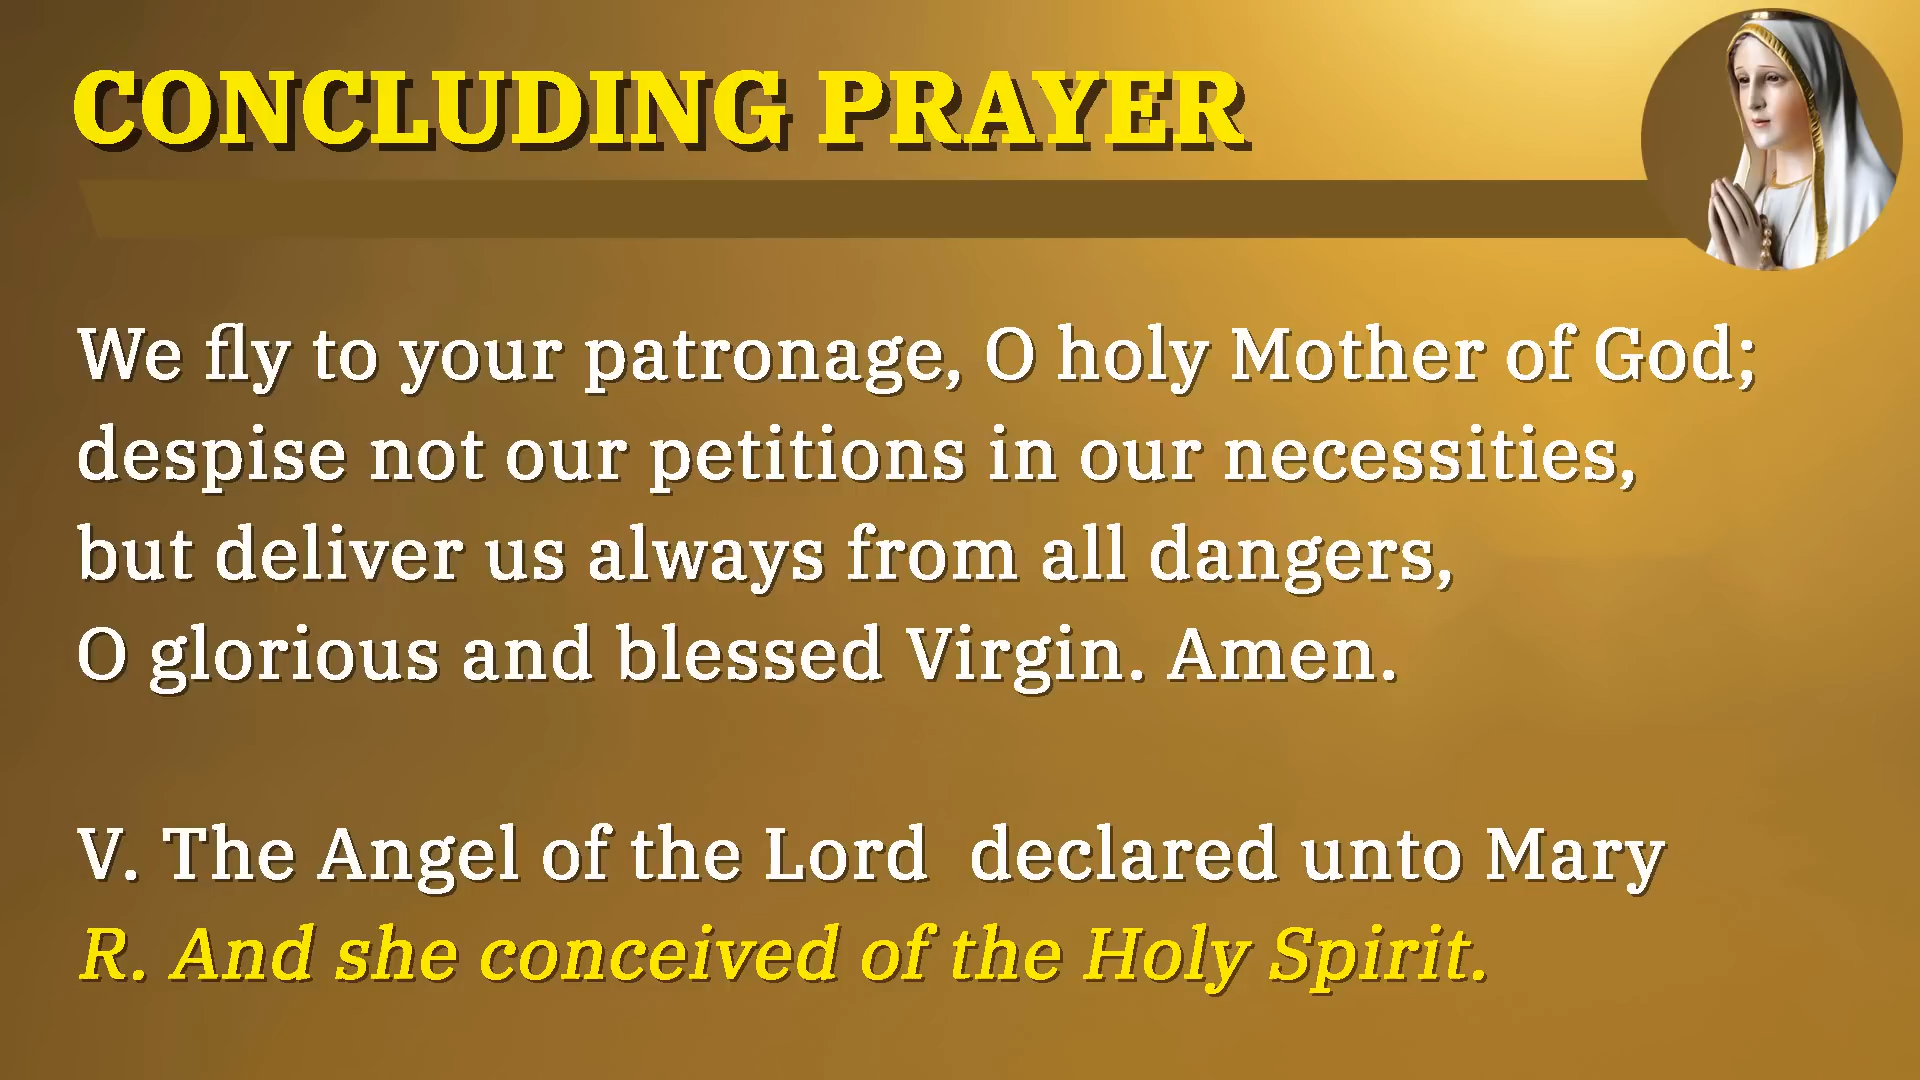 CONCLUDING PRAYER
We fly to your patronage, O holy Mother of God;
despise not our petitions in our necessities,
but deliver us always from all dangers,
O glorious and blessed Virgin. Amen.
V. The Angel of the Lord  declared unto Mary
R. And she conceived of the Holy Spirit.